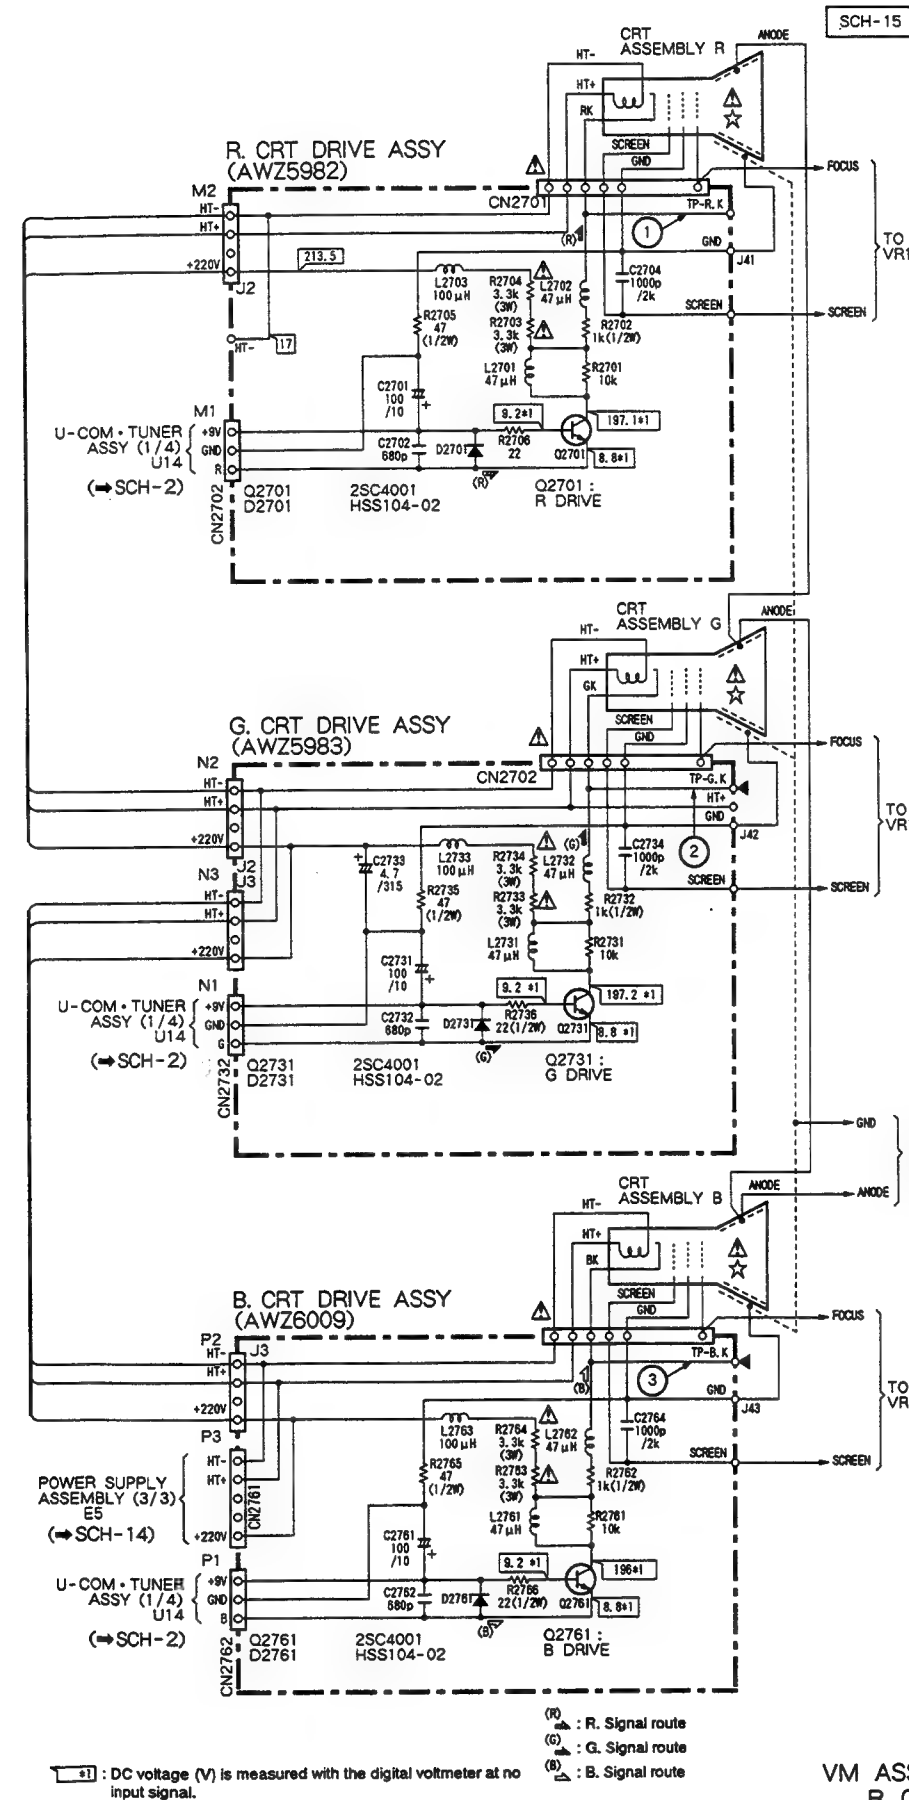 SCH-15
CRT
ASSEMBLY R
ANODE
HT-
HT+
RK
SCREEN
GND
FOCUS
R. CRT DRIVE ASSY
(AWZ5982)
M2
HT-
HT+
+220V
J2
CN2701
TP-R.K
1
(R)
GND
J41
TO
VR1
213.5
L2703
100μH
R2704
3.3k
(3W)
L2702
47μH
C2704
1000p
/2k
SCREEN
SCREEN
R2705
47
(1/2W)
R2703
3.3k
(3W)
R2702
1k(1/2W)
HT-
117
L2701
47μH
R2701
10k
C2701
100
/10
+
M1
U-COM•TUNER
ASSY (1/4)
U14
(➡SCH-2)
+9V
GND
R
CN2702
C2702
680p
D2701
9.2*1
R2706
22
197.1*1
Q2701
8.8*1
(R)
Q2701 2SC4001
D2701 HSS104-02
Q2701 :
R DRIVE
CRT
ASSEMBLY G
ANODE
HT-
HT+
GK
SCREEN
GND
FOCUS
G. CRT DRIVE ASSY
(AWZ5983)
N2
HT-
HT+
+220V
J2
CN2702
TP-G.K
HT+
GND
J42
2
(G)
TO
VR
N3
J3
HT-
HT+
+220V
C2733
4.7
/315
+
L2733
100μH
R2734
3.3k
(3W)
L2732
47μH
C2734
1000p
/2k
SCREEN
SCREEN
R2735
47
(1/2W)
R2733
3.3k
(3W)
R2732
1k(1/2W)
L2731
47μH
R2731
10k
C2731
100
/10
+
N1
U-COM•TUNER
ASSY (1/4)
U14
(➡SCH-2)
+9V
GND
G
CN2732
C2732
680p
D2731
9.2 *1
R2736
22(1/2W)
197.2 *1
Q2731
8.8 *1
(G)
Q2731 2SC4001
D2731 HSS104-02
Q2731 :
G DRIVE
GND
ANODE
CRT
ASSEMBLY B
ANODE
HT-
HT+
BK
SCREEN
GND
FOCUS
B. CRT DRIVE ASSY
(AWZ6009)
P2
J3
HT-
HT+
+220V
TP-B.K
3
(B)
GND
J43
TO
VR
P3
HT-
HT+
+220V
CN2761
POWER SUPPLY
ASSEMBLY (3/3)
E5
(➡SCH-14)
L2763
100μH
R2764
3.3k
(3W)
L2762
47μH
C2764
1000p
/2k
SCREEN
SCREEN
R2765
47
(1/2W)
R2763
3.3k
(3W)
R2762
1k(1/2W)
L2761
47μH
R2761
10k
C2761
100
/10
+
P1
U-COM•TUNER
ASSY (1/4)
U14
(➡SCH-2)
+9V
GND
B
CN2762
C2762
680p
D2761
9.2 *1
R2766
22(1/2W)
196*1
Q2761
8.8*1
(B)
Q2761 2SC4001
D2761 HSS104-02
Q2761 :
B DRIVE
(R) : R. Signal route
(G) : G. Signal route
(B) : B. Signal route
*1 : DC voltage (V) is measured with the digital voltmeter at no
input signal.
VM ASS